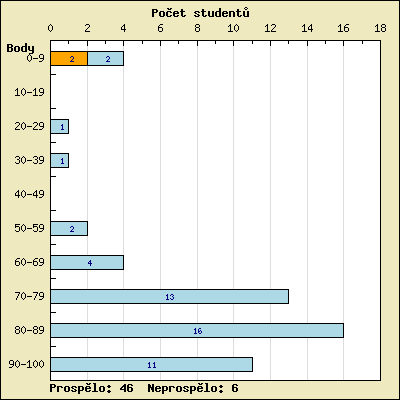 Počet studentů
0 2 4 6 8 10 12 14 16 18
Body
0-9 2 2
10-19
20-29 1
30-39 1
40-49
50-59 2
60-69 4
70-79 13
80-89 16
90-100 11
Prospělo: 46 Neprospělo: 6